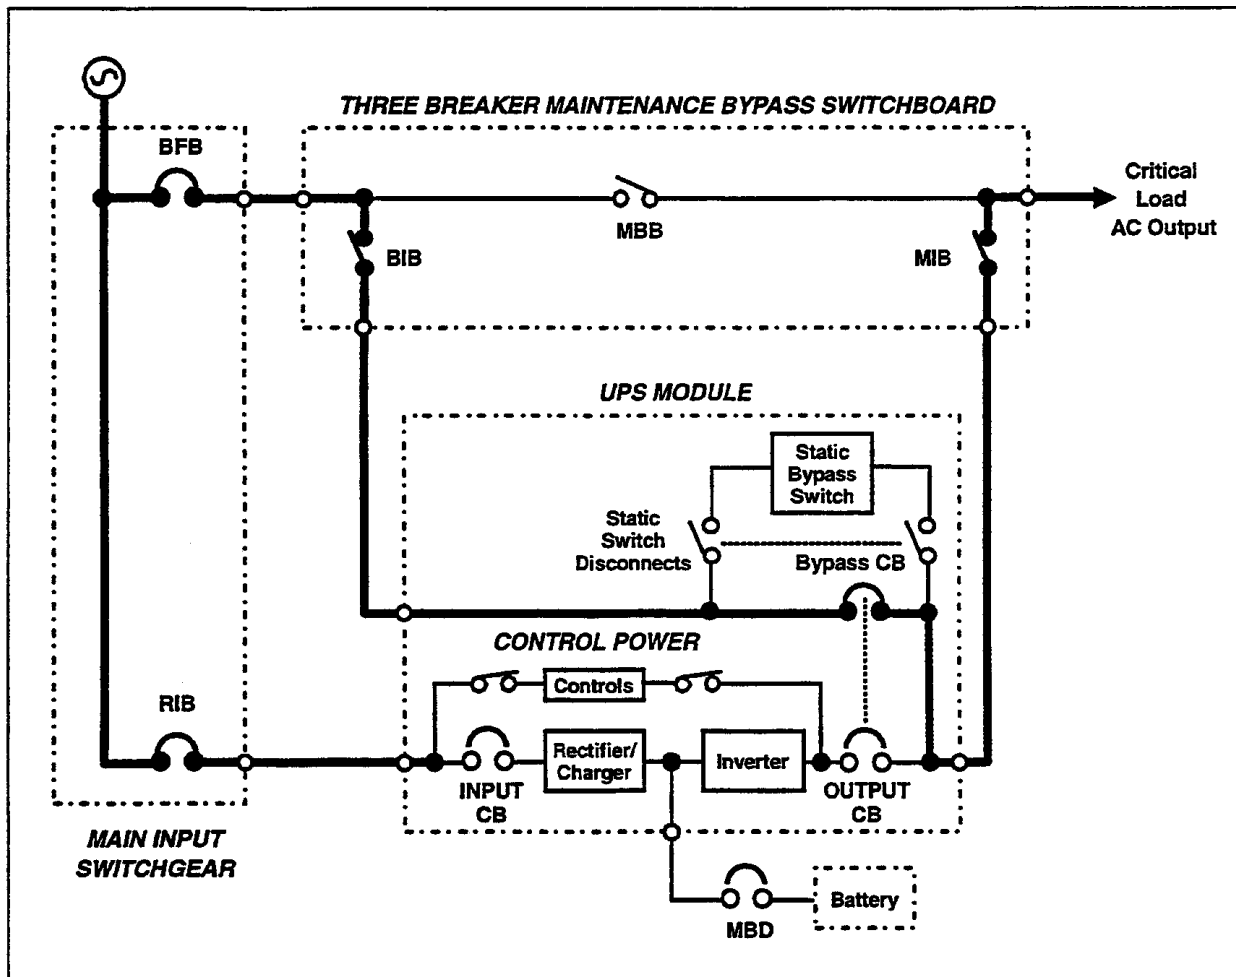 THREE BREAKER MAINTENANCE BYPASS SWITCHBOARD
BFB
Critical
Load
AC Output
MBB
BIB
MIB
UPS MODULE
Static
Bypass
Switch
Static
Switch
Disconnects
Bypass CB
CONTROL POWER
Controls
RIB
Rectifier/
Charger
Inverter
INPUT
CB
OUTPUT
CB
MAIN INPUT
SWITCHGEAR
Battery
MBD